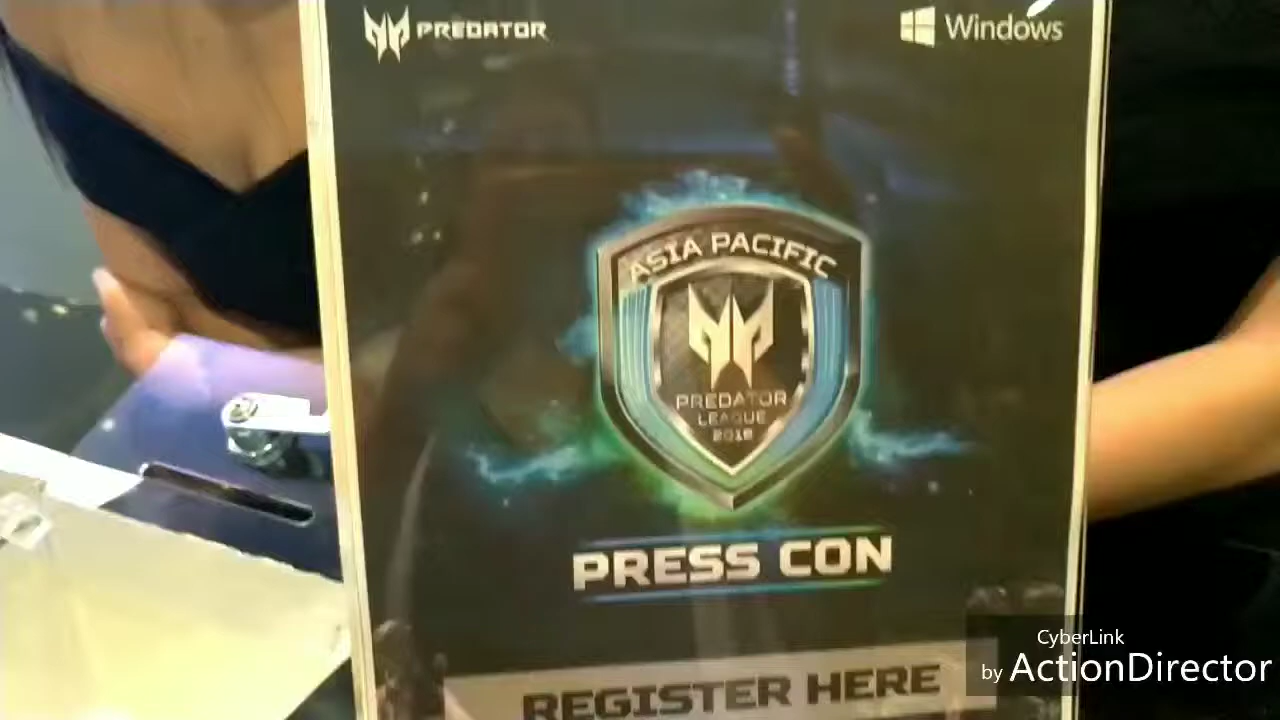 PREDATOR
Windows
ASIA PACIFIC
PREDATOR
LEAGUE
2018
PRESS CON
REGISTER HERE
CyberLink
by ActionDirector